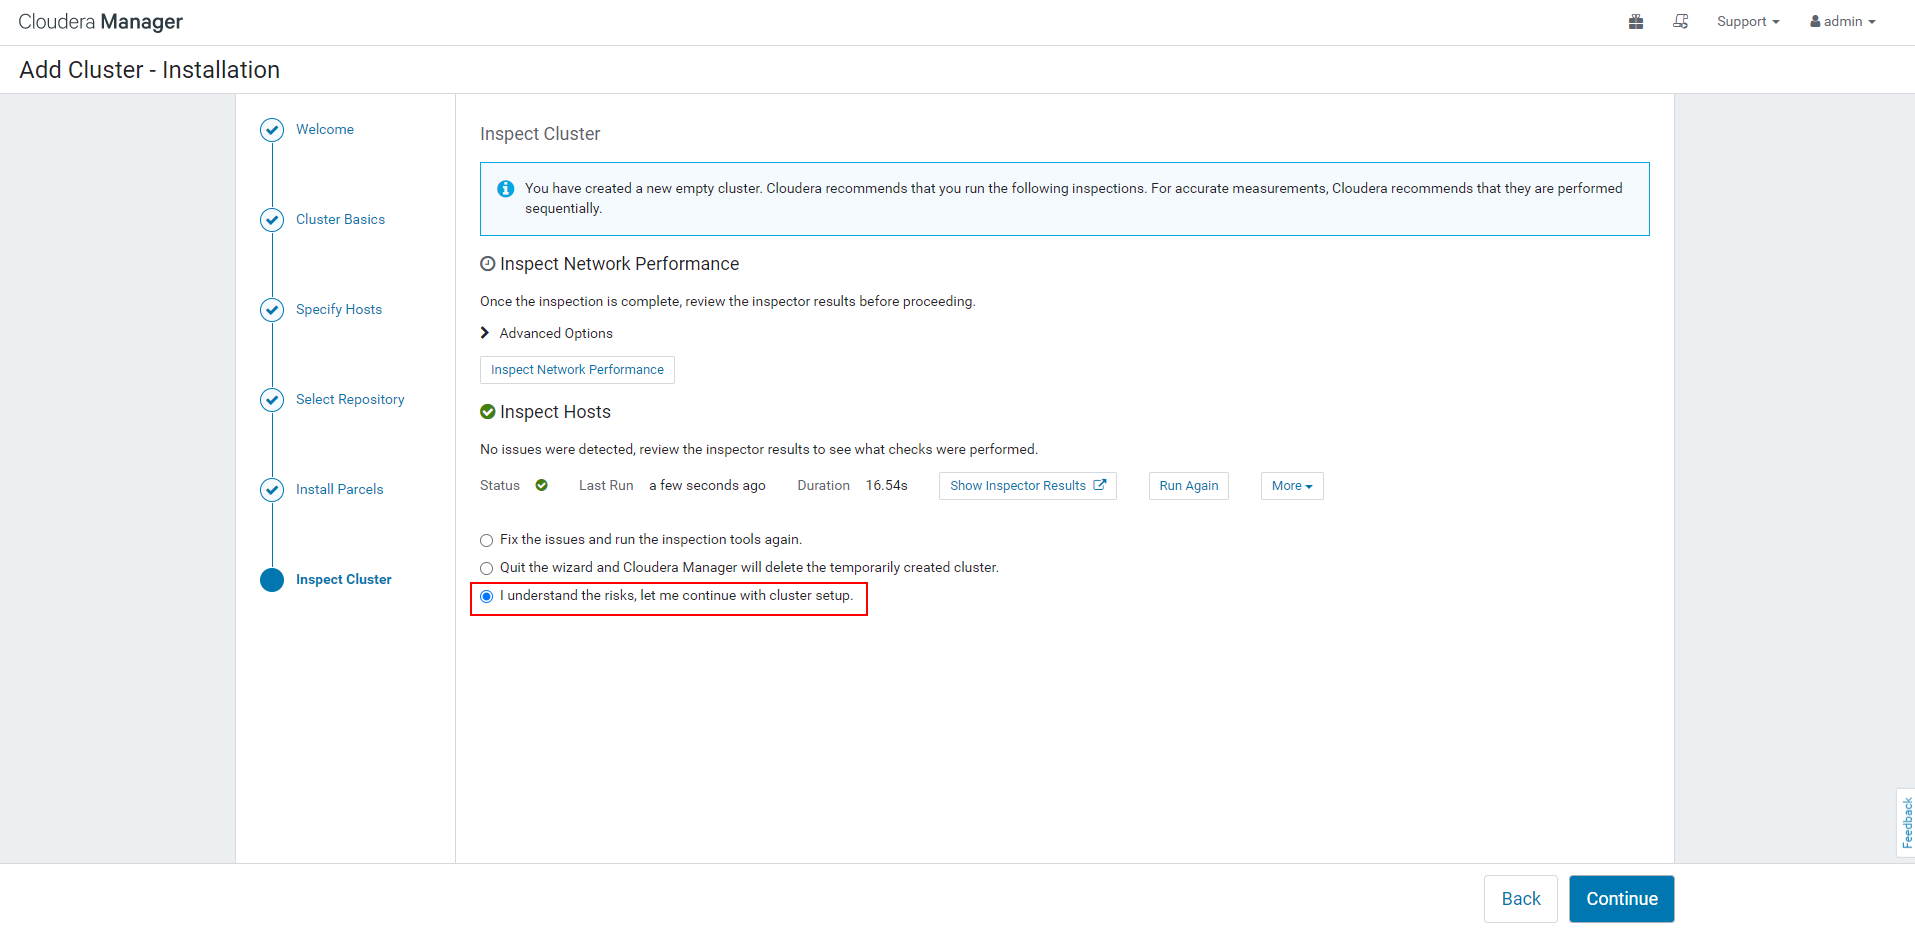 Cloudera Manager
Support
admin
Add Cluster - Installation
Welcome
Cluster Basics
Specify Hosts
Select Repository
Install Parcels
Inspect Cluster
Inspect Cluster
You have created a new empty cluster. Cloudera recommends that you run the following inspections. For accurate measurements, Cloudera recommends that they are performed
sequentially.
Inspect Network Performance
Once the inspection is complete, review the inspector results before proceeding.
Advanced Options
Inspect Network Performance
Inspect Hosts
No issues were detected, review the inspector results to see what checks were performed.
Status Last Run a few seconds ago Duration 16.54s Show Inspector Results Run Again More
Fix the issues and run the inspection tools again.
Quit the wizard and Cloudera Manager will delete the temporarily created cluster.
I understand the risks, let me continue with cluster setup.
Feedback
Back
Continue